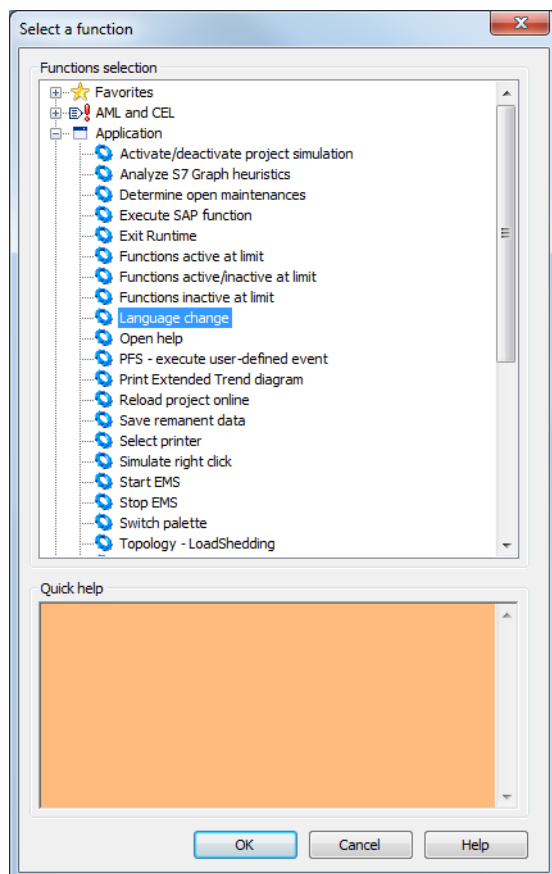 Select a function
Functions selection
Favorites
AML and CEL
Application
Activate/deactivate project simulation
Analyze S7 Graph heuristics
Determine open maintenances
Execute SAP function
Exit Runtime
Functions active at limit
Functions active/inactive at limit
Functions inactive at limit
Language change
Open help
PFS - execute user-defined event
Print Extended Trend diagram
Reload project online
Save remanent data
Select printer
Simulate right click
Start EMS
Stop EMS
Switch palette
Topology - LoadShedding
Quick help
OK Cancel Help